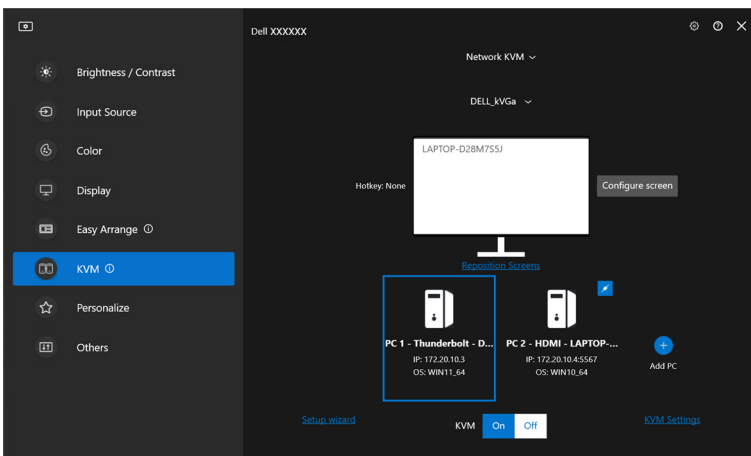 Dell XXXXXX
Network KVM
Brightness / Contrast
DELL_kVGa
Input Source
Color
LAPTOP-D28M7S5J
Display
Hotkey: None
Configure screen
Easy Arrange
KVM
Reposition Screens
Personalize
Others
PC 1 - Thunderbolt - D...
IP: 172.20.10.3
OS: WIN11_64
PC 2 - HDMI - LAPTOP-...
IP: 172.20.10.4:5567
OS: WIN10_64
Add PC
Setup wizard
KVM On Off
KVM Settings